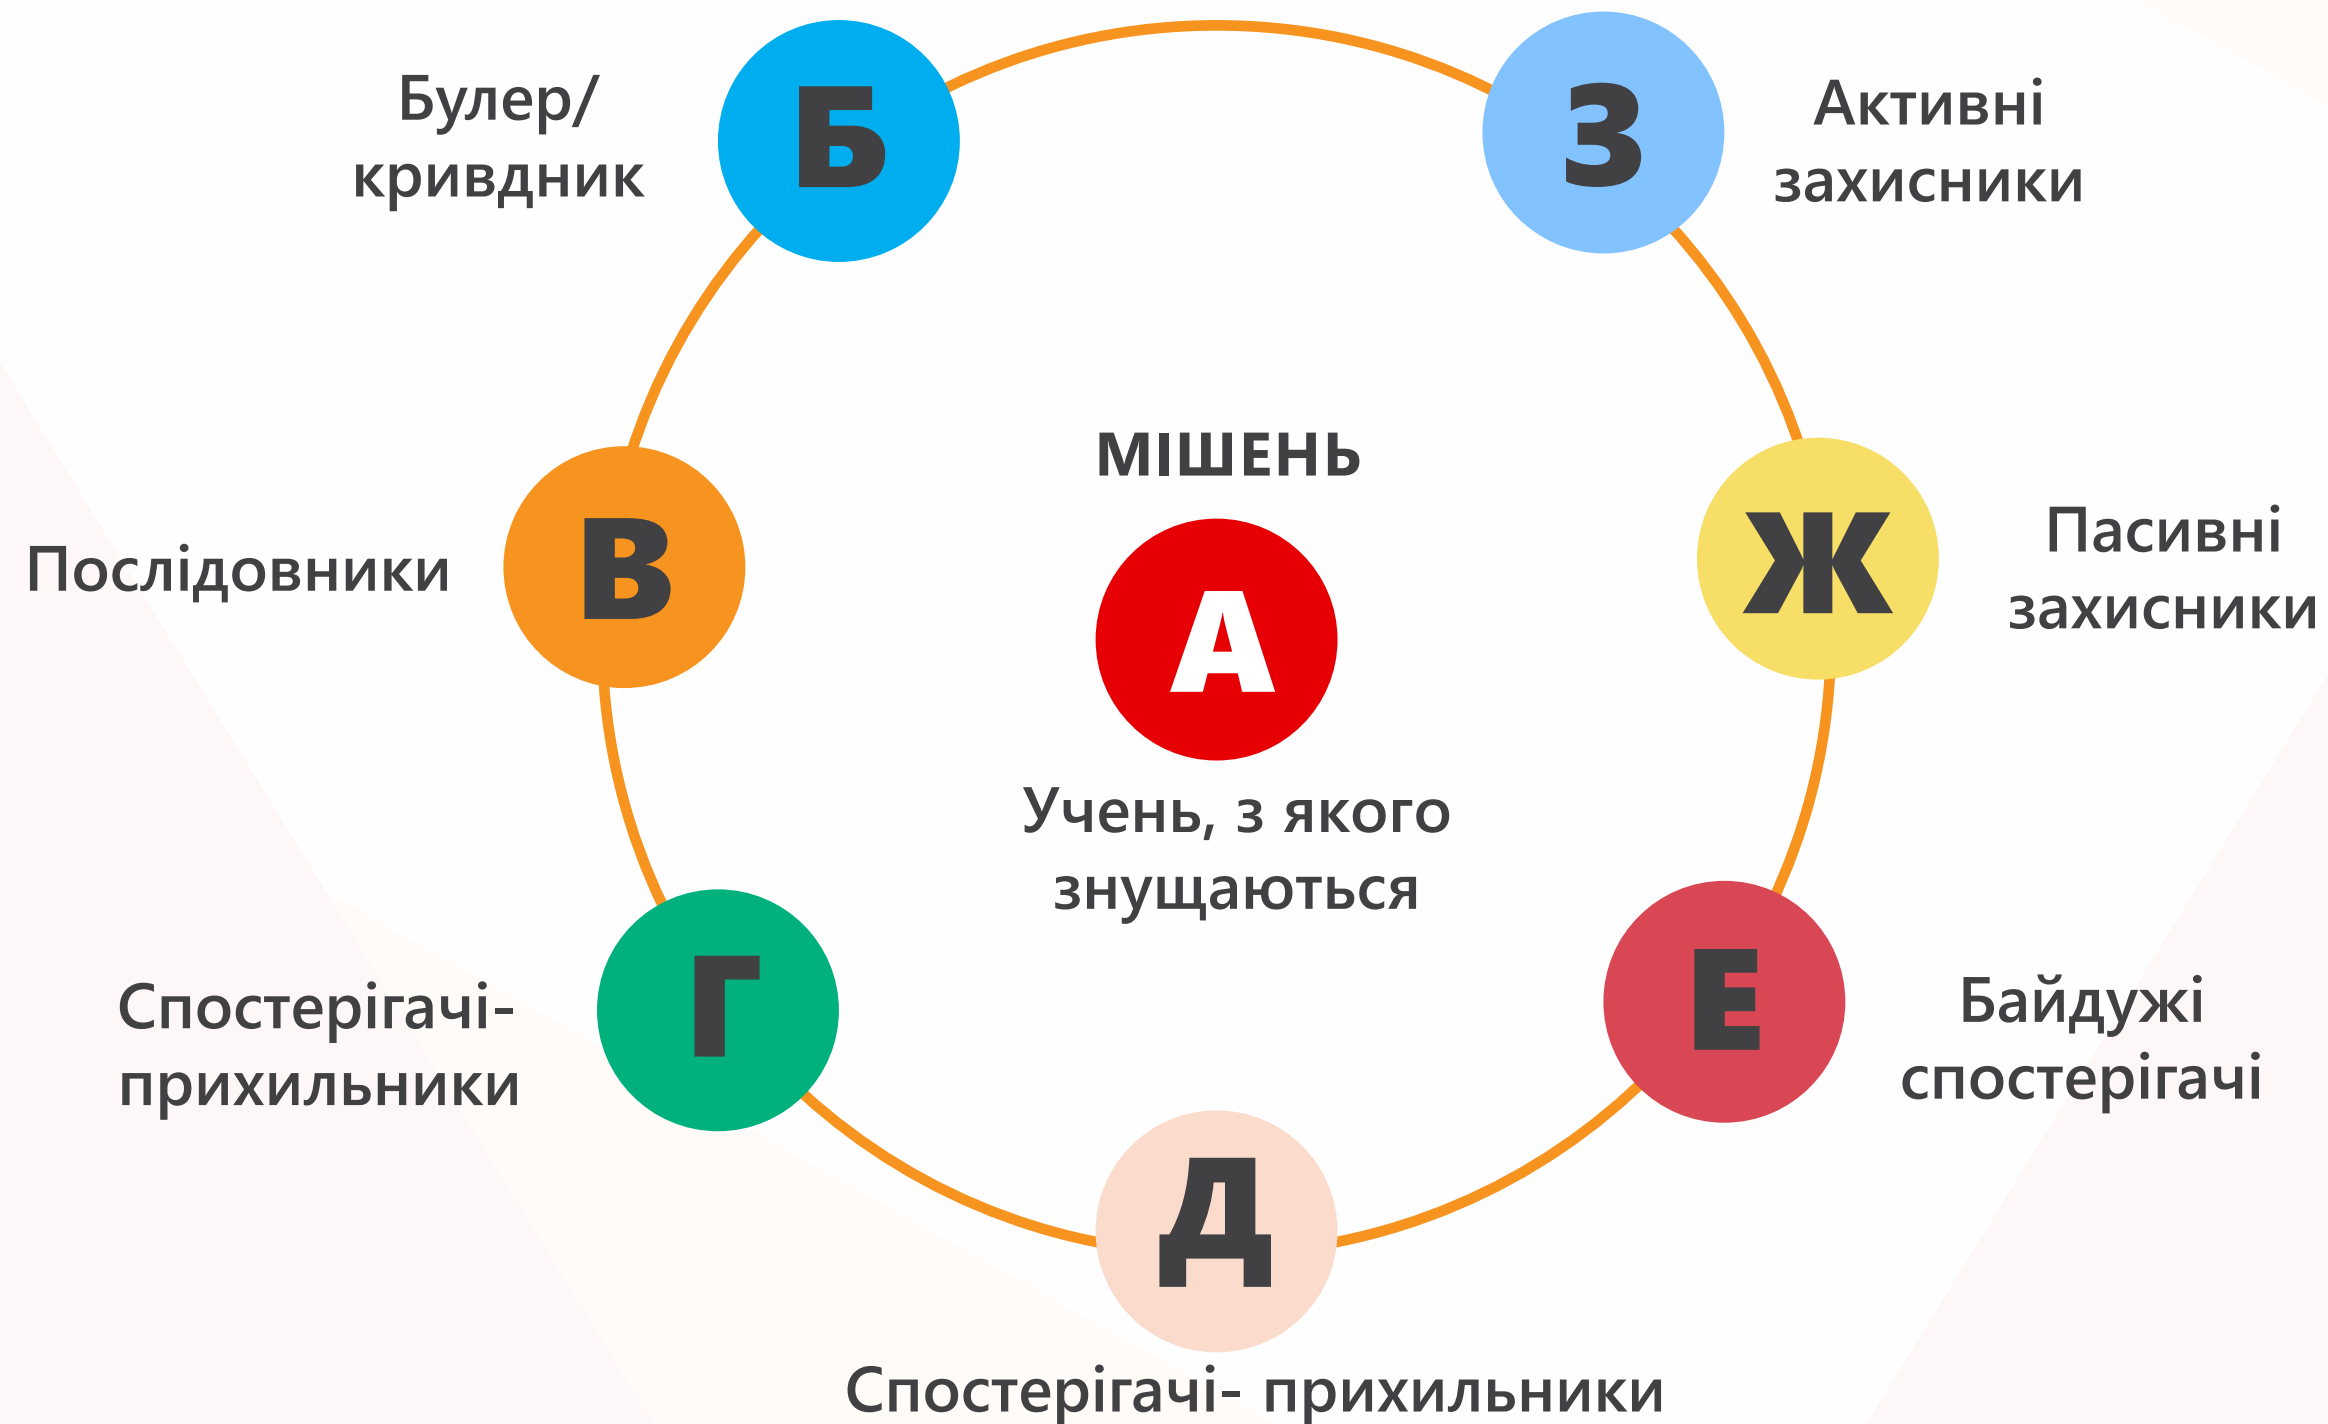 Булер/
кривдник
Б
З
Активні
захисники
МІШЕНЬ
Послідовники
В
А
Ж
Пасивні
захисники
Учень, з якого
знущаються
Спостерігачі-
прихильники
Г
Е
Байдужі
спостерігачі
Д
Спостерігачі- прихильники